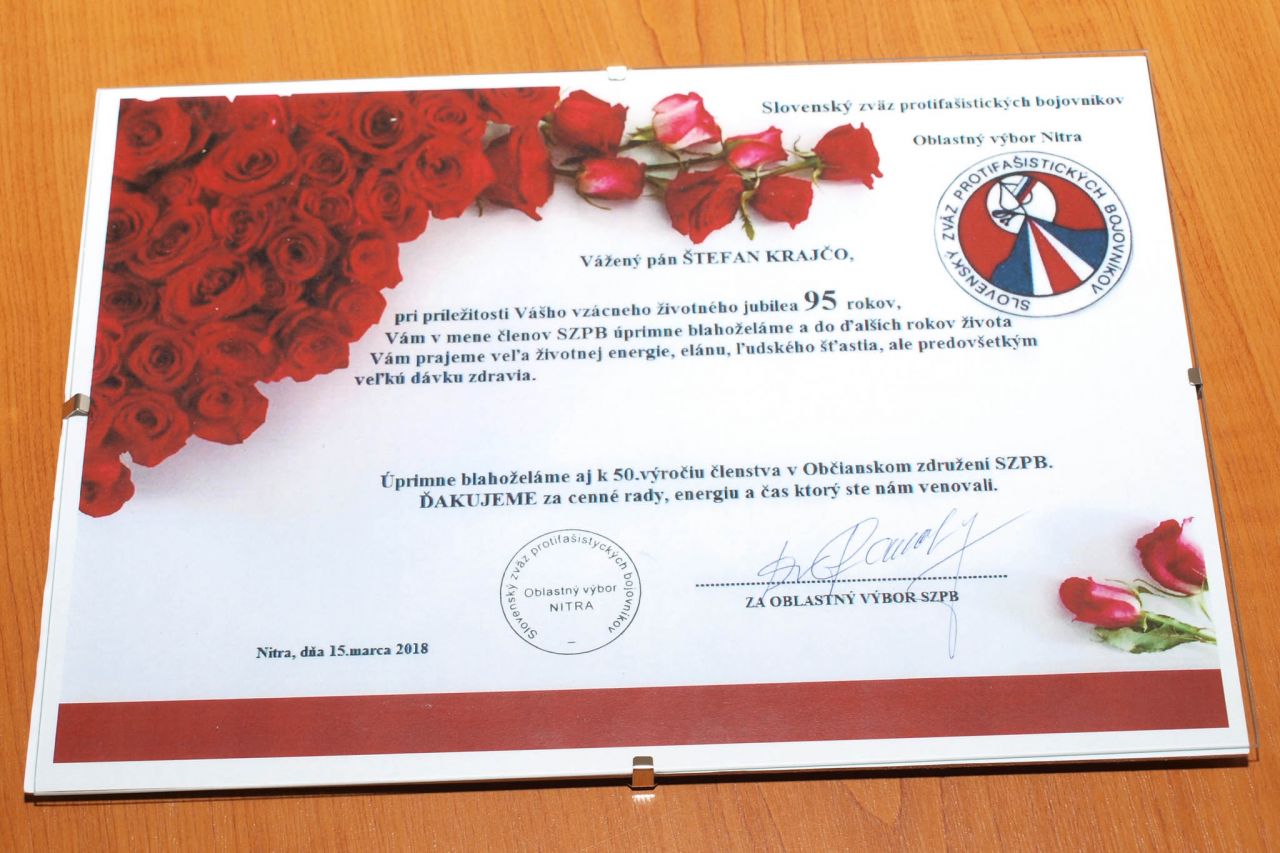 Slovenský zväz protifašistických bojovníkov
Oblastný výbor Nitra
SLOVENSKÝ ZVÄZ PROTIFAŠISTICKÝCH BOJOVNÍKOV
Vážený pán ŠTEFAN KRAJČO,
pri príležitosti Vášho vzácneho životného jubilea 95 rokov,
Vám v mene členov SZPB úprimne blahoželáme a do ďalších rokov života
Vám prajeme veľa životnej energie, elánu, ľudského šťastia, ale predovšetkým
veľkú dávku zdravia.
Úprimne blahoželáme aj k 50.výročiu členstva v Občianskom združení SZPB.
ĎAKUJEME za cenné rady, energiu a čas ktorý ste nám venovali.
Slovenský zväz protifašistyckých bojovníkov
Oblastný výbor
NITRA
ZA OBLASTNÝ VÝBOR SZPB
Nitra, dňa 15.marca 2018